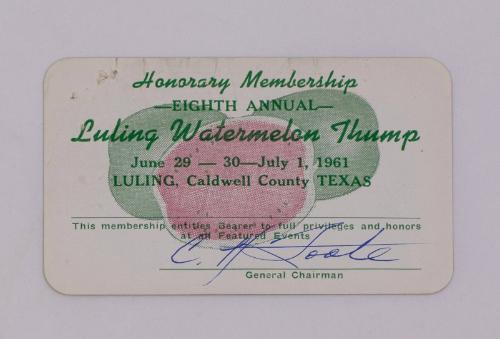 Honorary Membership
—EIGHTH ANNUAL—
Luling Watermelon Thump
June 29 — 30—July 1, 1961
LULING, Caldwell County TEXAS
This membership entitles Bearer to full privileges and honors
at all Featured Events
C. H. Toole
General Chairman